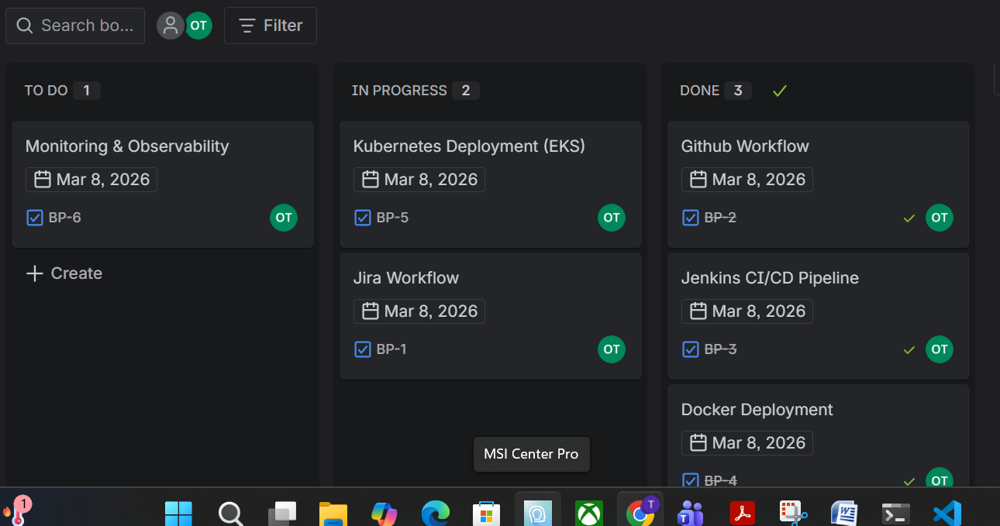 Search bo...
OT
Filter
TO DO 1
Monitoring & Observability
Mar 8, 2026
BP-6
OT
Create
IN PROGRESS 2
Kubernetes Deployment (EKS)
Mar 8, 2026
BP-5
OT
Jira Workflow
Mar 8, 2026
BP-1
OT
DONE 3
Github Workflow
Mar 8, 2026
BP-2
OT
Jenkins CI/CD Pipeline
Mar 8, 2026
BP-3
OT
Docker Deployment
Mar 8, 2026
BP-4
OT
MSI Center Pro
1
T
T
W